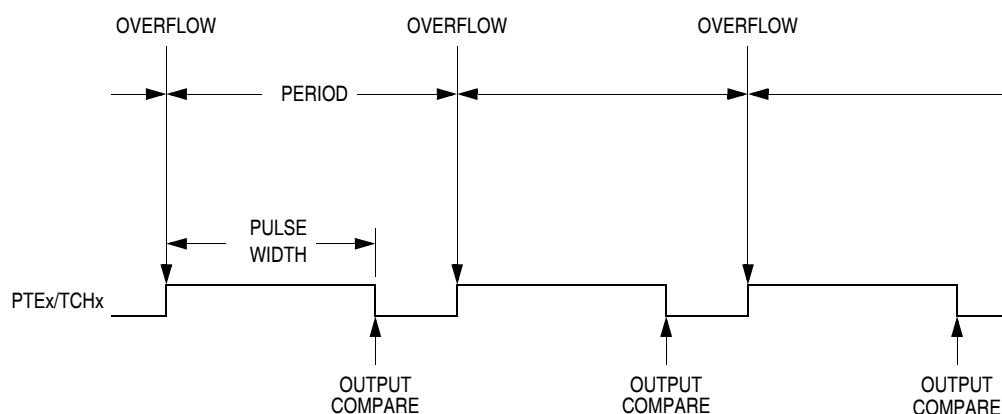 OVERFLOW
OVERFLOW
OVERFLOW
PERIOD
PULSE
WIDTH
PTEx/TCHx
OUTPUT
COMPARE
OUTPUT
COMPARE
OUTPUT
COMPARE